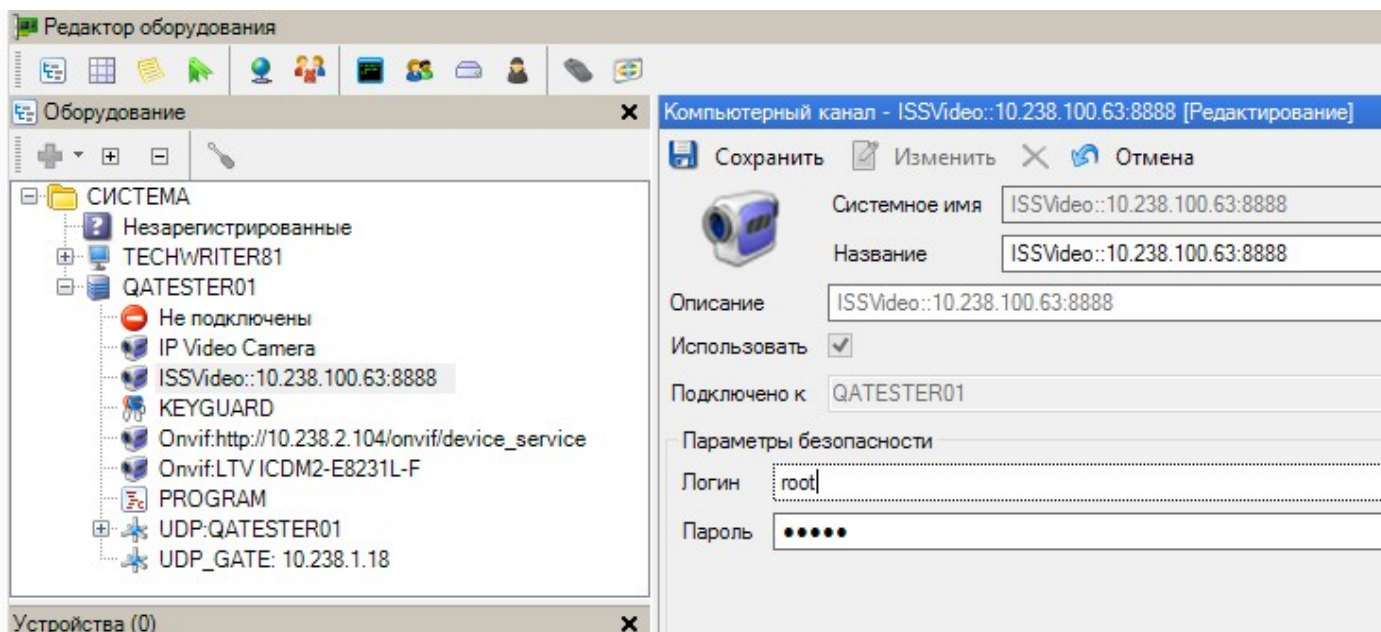 Редактор оборудования
Оборудование
СИСТЕМА
Незарегистрированные
TECHWRITER81
QATESTER01
Не подключены
IP Video Camera
ISSVideo::10.238.100.63:8888
KEYGUARD
Onvif:http://10.238.2.104/onvif/device_service
Onvif:LTV ICDM2-E8231L-F
PROGRAM
UDP:QATESTER01
UDP_GATE: 10.238.1.18
Устройства (0)
Компьютерный канал - ISSVideo::10.238.100.63:8888 [Редактирование]
Сохранить Изменить Отмена
Системное имя ISSVideo::10.238.100.63:8888
Название ISSVideo::10.238.100.63:8888
Описание ISSVideo::10.238.100.63:8888
Использовать
Подключено к QATESTER01
Параметры безопасности
Логин root
Пароль •••••